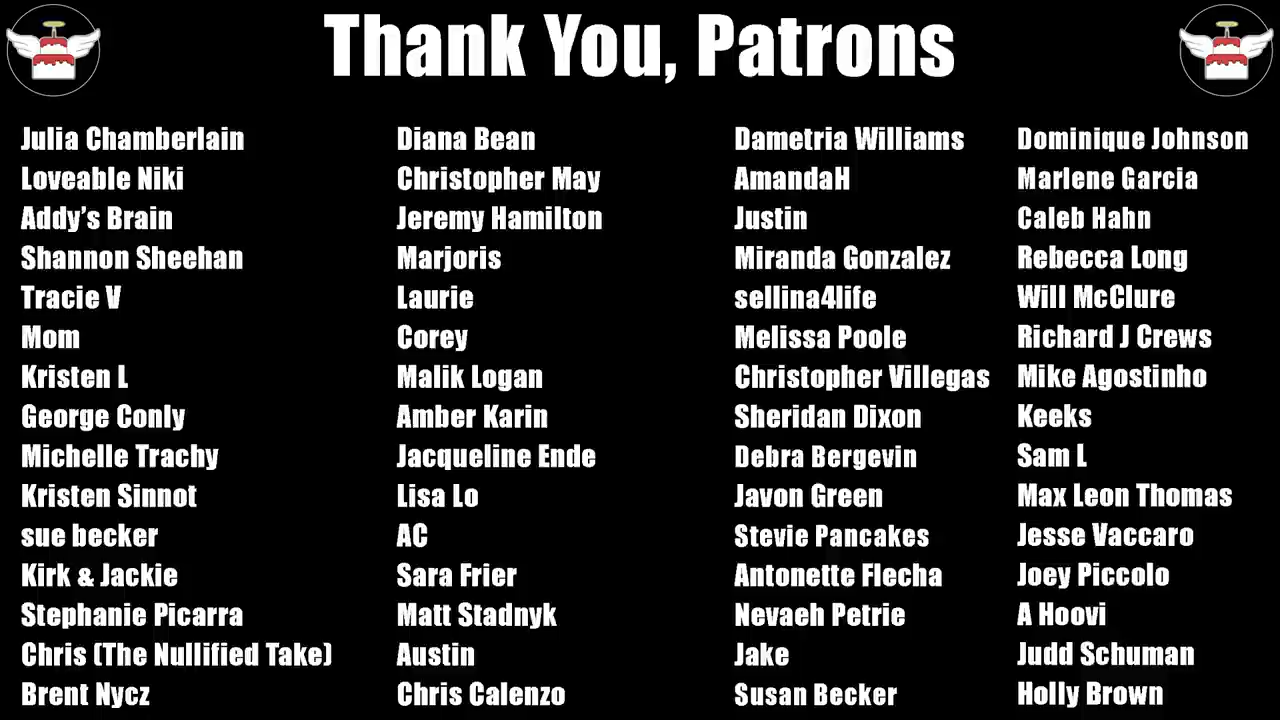 Thank You, Patrons
Julia Chamberlain
Loveable Niki
Addy's Brain
Shannon Sheehan
Tracie V
Mom
Kristen L
George Conly
Michelle Trachy
Kristen Sinnot
sue becker
Kirk & Jackie
Stephanie Picarra
Chris (The Nullified Take)
Brent Nycz
Diana Bean
Christopher May
Jeremy Hamilton
Marjoris
Laurie
Corey
Malik Logan
Amber Karin
Jacqueline Ende
Lisa Lo
AC
Sara Frier
Matt Stadnyk
Austin
Chris Calenzo
Dametria Williams
AmandaH
Justin
Miranda Gonzalez
sellina4life
Melissa Poole
Christopher Villegas
Sheridan Dixon
Debra Bergevin
Javon Green
Stevie Pancakes
Antonette Flecha
Nevaeh Petrie
Jake
Susan Becker
Dominique Johnson
Marlene Garcia
Caleb Hahn
Rebecca Long
Will McClure
Richard J Crews
Mike Agostinho
Keeks
Sam L
Max Leon Thomas
Jesse Vaccaro
Joey Piccolo
A Hoovi
Judd Schuman
Holly Brown